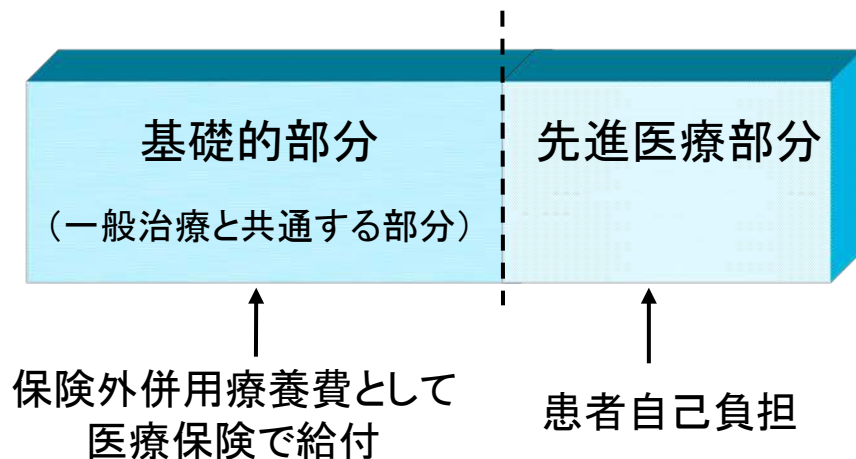 基礎的部分
（一般治療と共通する部分）
先進医療部分
保険外併用療養費として
医療保険で給付
患者自己負担